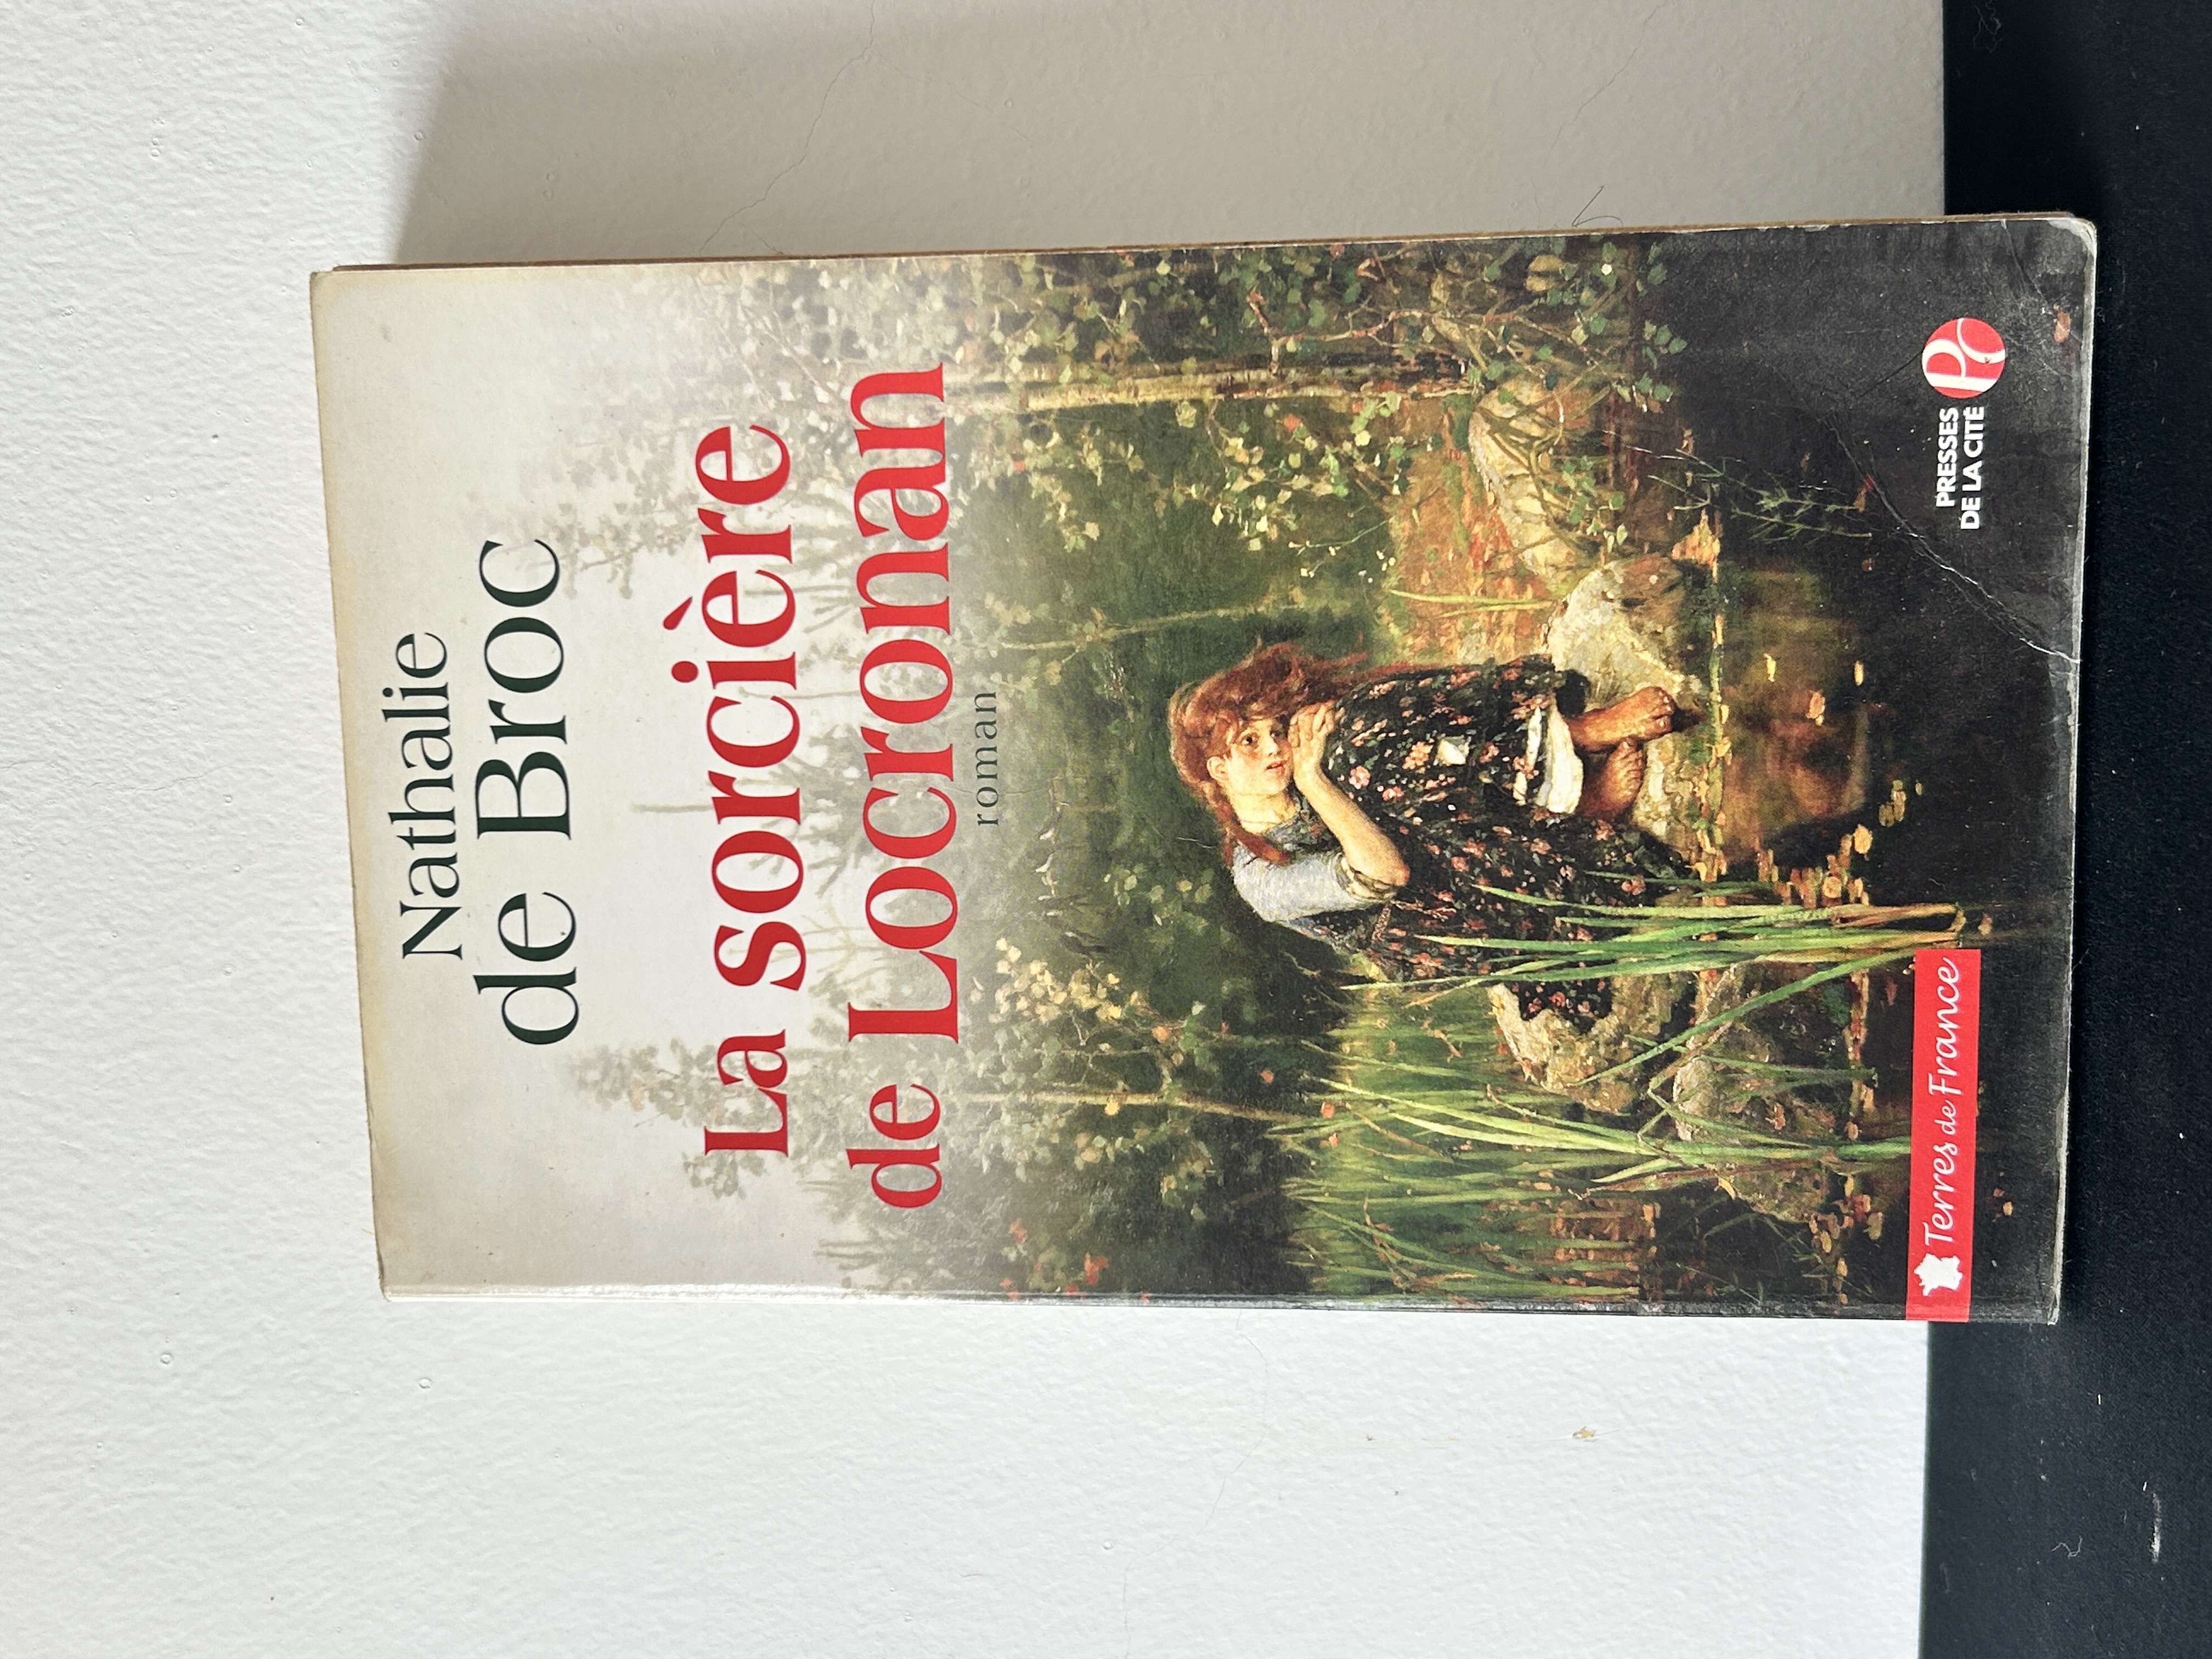 Nathalie
de Broc
La sorcière
de Locronan
roman
Terres de France
PRESSES
DE LA CITÉ